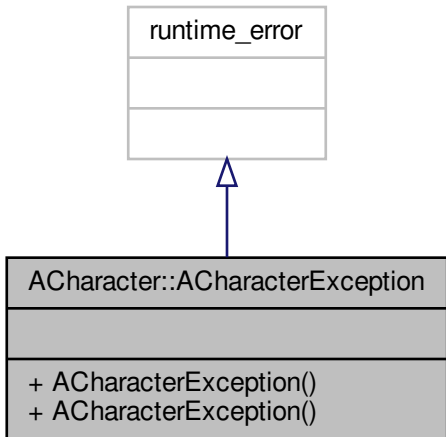 runtime_error
ACharacter::ACharacterException
+ ACharacterException()
+ ACharacterException()